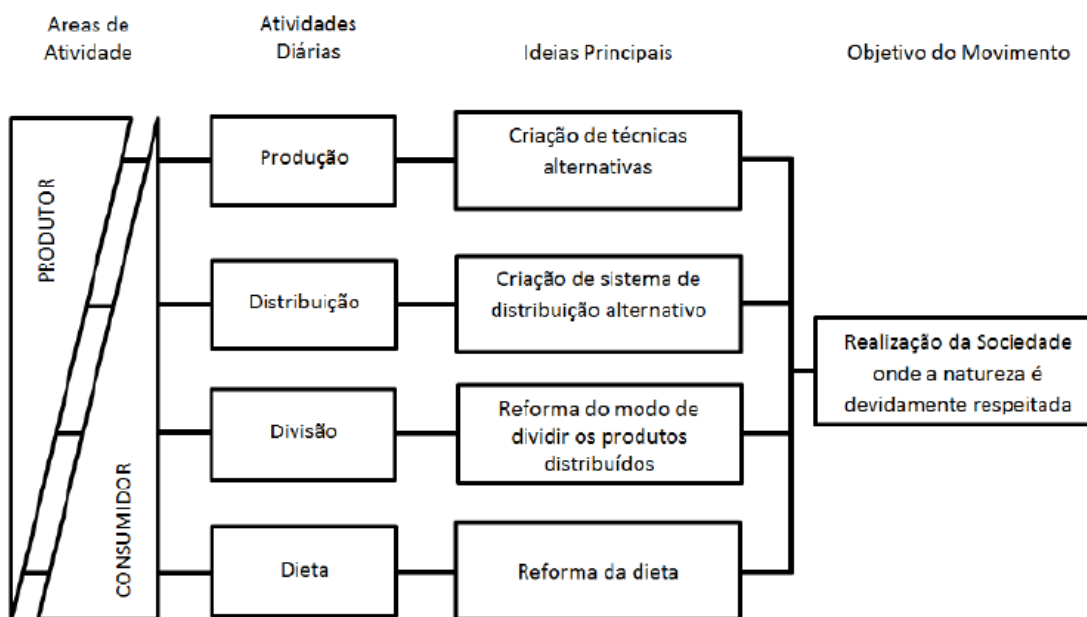 Areas de
Atividade
Atividades
Diárias
Ideias Principais
Objetivo do Movimento
PRODUTOR
CONSUMIDOR
Produção
Criação de técnicas
alternativas
Distribuição
Criação de sistema de
distribuição alternativo
Divisão
Reforma do modo de
dividir os produtos
distribuídos
Dieta
Reforma da dieta
Realização da Sociedade
onde a natureza é
devidamente respeitada